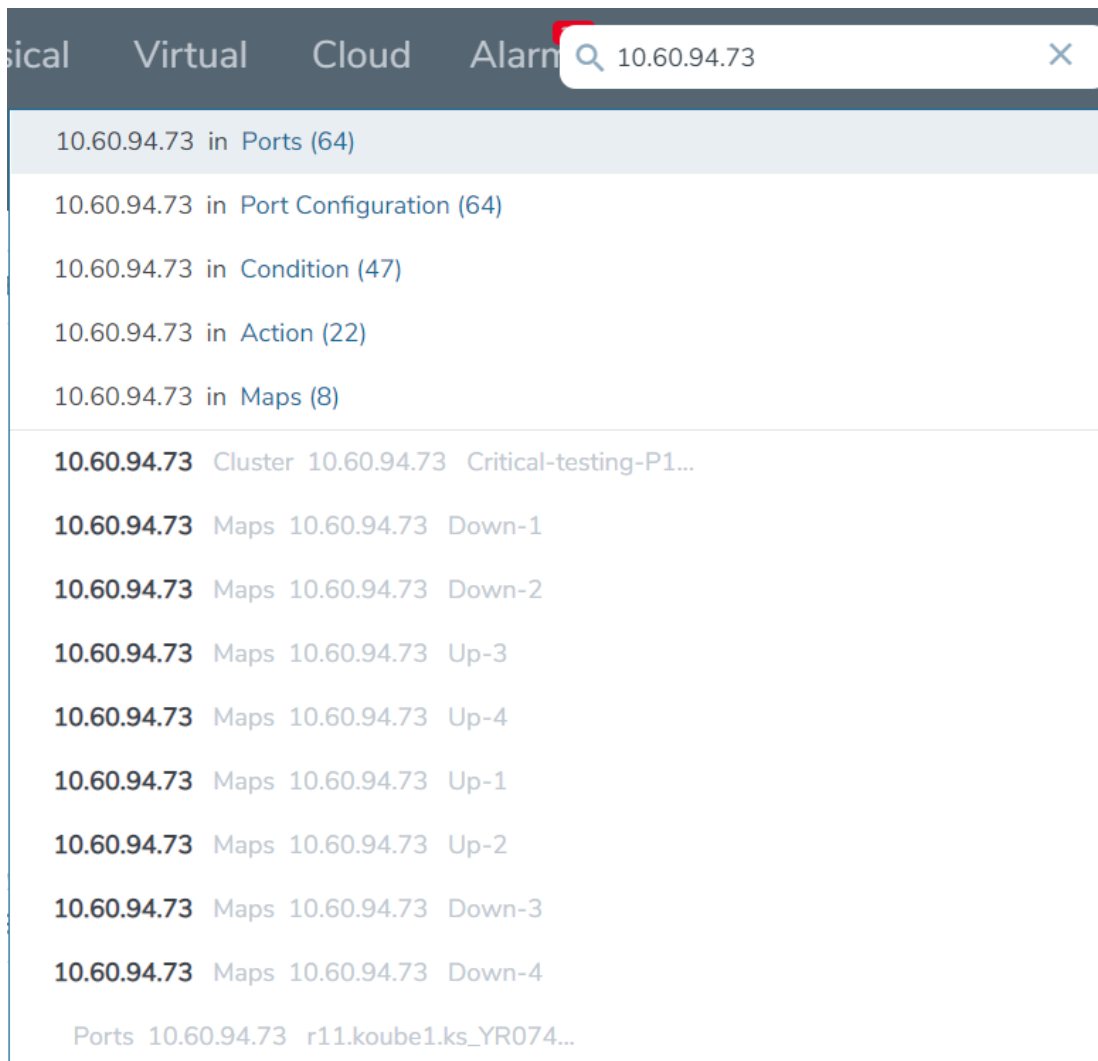 sical Virtual Cloud Alarm 10.60.94.73
10.60.94.73 in Ports (64)
10.60.94.73 in Port Configuration (64)
10.60.94.73 in Condition (47)
10.60.94.73 in Action (22)
10.60.94.73 in Maps (8)
10.60.94.73 Cluster 10.60.94.73 Critical-testing-P1...
10.60.94.73 Maps 10.60.94.73 Down-1
10.60.94.73 Maps 10.60.94.73 Down-2
10.60.94.73 Maps 10.60.94.73 Up-3
10.60.94.73 Maps 10.60.94.73 Up-4
10.60.94.73 Maps 10.60.94.73 Up-1
10.60.94.73 Maps 10.60.94.73 Up-2
10.60.94.73 Maps 10.60.94.73 Down-3
10.60.94.73 Maps 10.60.94.73 Down-4
Ports 10.60.94.73 r11.koube1.ks_YR074...